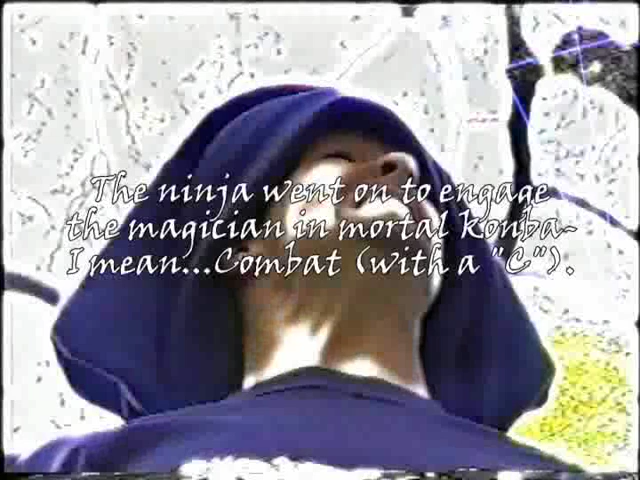 The ninja went on to engage
the magician in mortal konba-
I mean...Combat (with a "C").